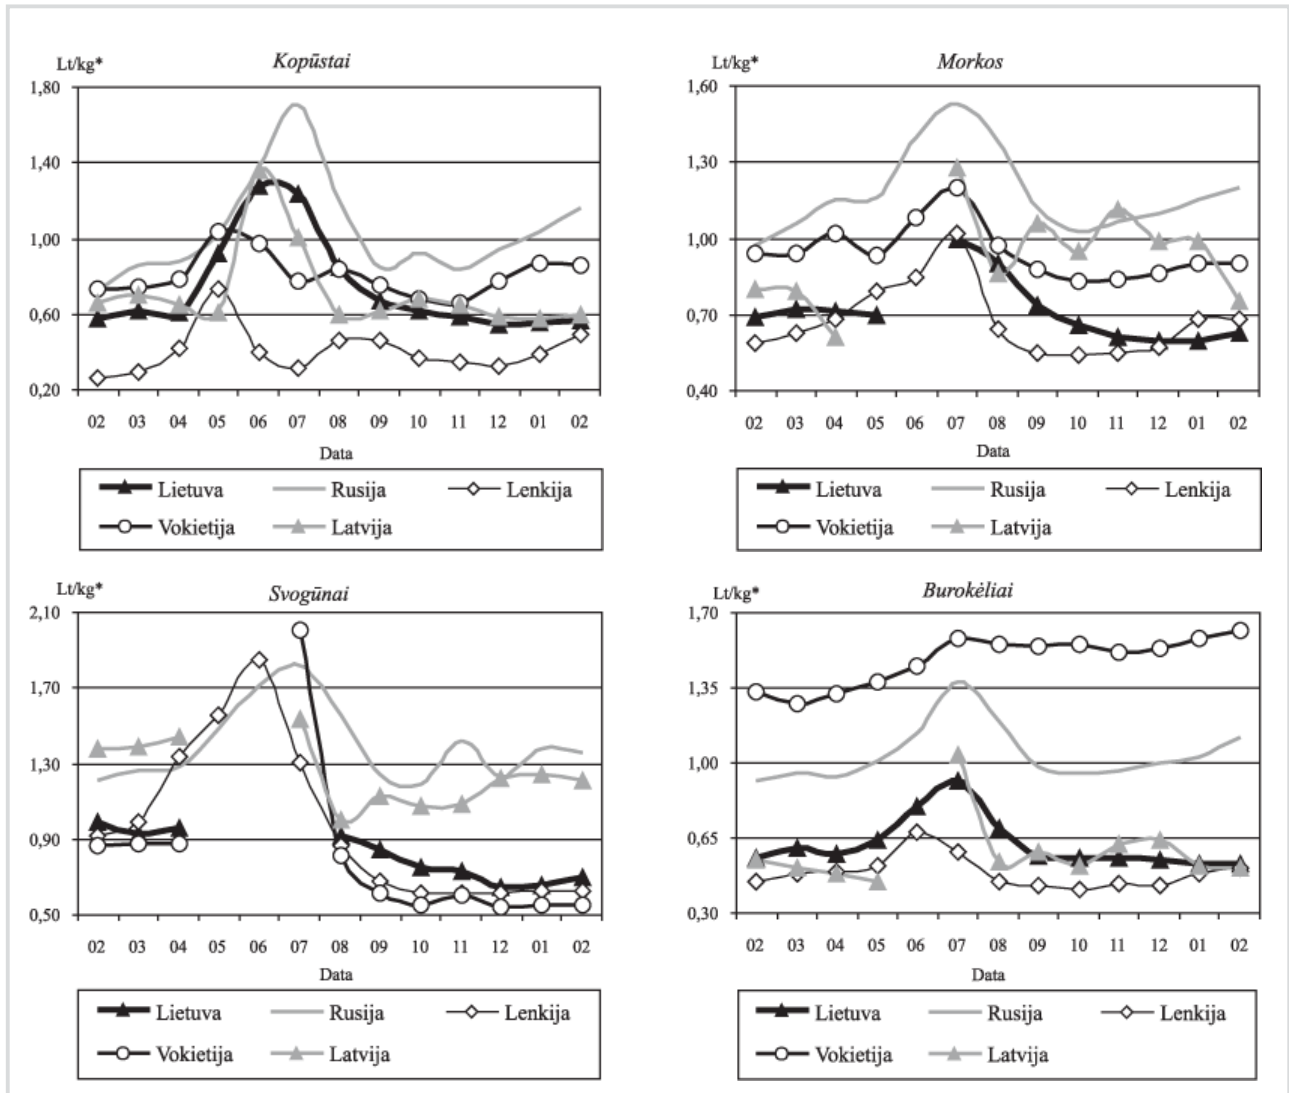 Kopūstai
Lt/kg*
1,80
1,40
1,00
0,60
0,20
02 03 04 05 06 07 08 09 10 11 12 01 02
Data
Lietuva Rusija Lenkija
Vokietija Latvija
Morkos
Lt/kg*
1,60
1,30
1,00
0,70
0,40
02 03 04 05 06 07 08 09 10 11 12 01 02
Data
Lietuva Rusija Lenkija
Vokietija Latvija
Svogūnai
Lt/kg*
2,10
1,70
1,30
0,90
0,50
02 03 04 05 06 07 08 09 10 11 12 01 02
Data
Lietuva Rusija Lenkija
Vokietija Latvija
Burokėliai
Lt/kg*
1,70
1,35
1,00
0,65
0,30
02 03 04 05 06 07 08 09 10 11 12 01 02
Data
Lietuva Rusija Lenkija
Vokietija Latvija